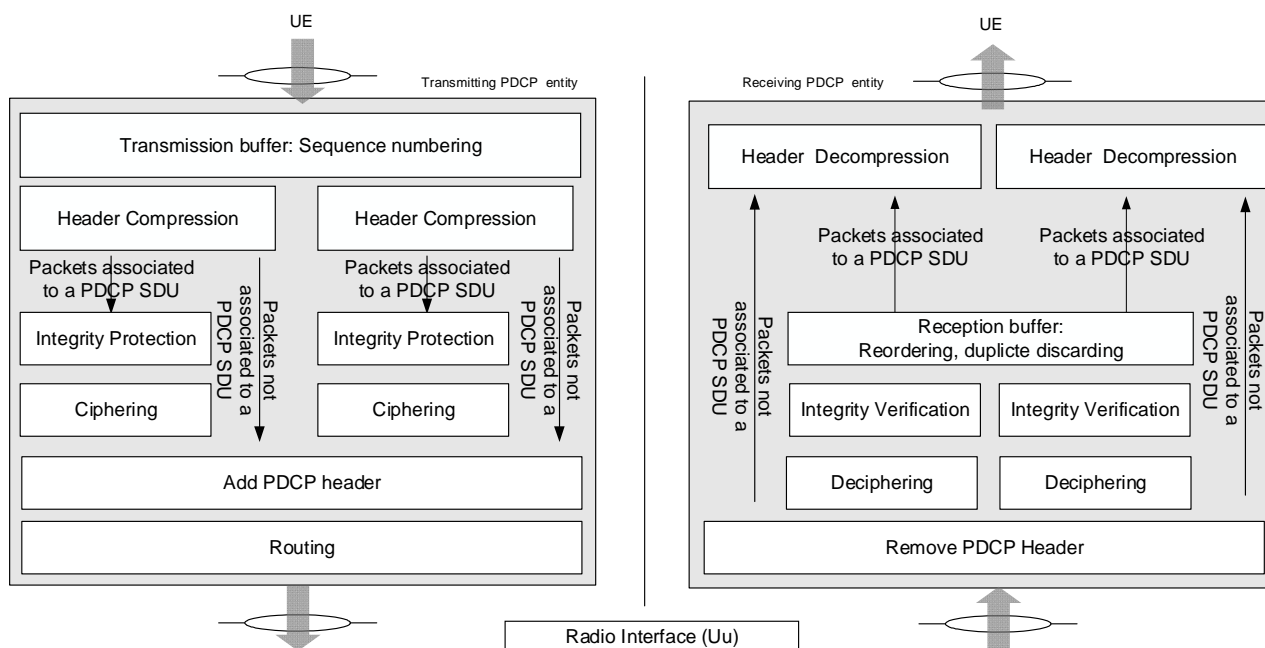 UE
Transmitting PDCP entity
Transmission buffer: Sequence numbering
Header Compression
Header Compression
Packets associated
to a PDCP SDU
Packets associated
to a PDCP SDU
Packets not
associated to a
PDCP SDU
Packets not
associated to a
PDCP SDU
Integrity Protection
Integrity Protection
Ciphering
Ciphering
Add PDCP header
Routing
UE
Receiving PDCP entity
Header Decompression
Header Decompression
Packets associated
to a PDCP SDU
Packets associated
to a PDCP SDU
Packets not
associated to a
PDCP SDU
Packets not
associated to a
PDCP SDU
Reception buffer:
Reordering, duplicte discarding
Integrity Verification
Integrity Verification
Deciphering
Deciphering
Remove PDCP Header
Radio Interface (Uu)